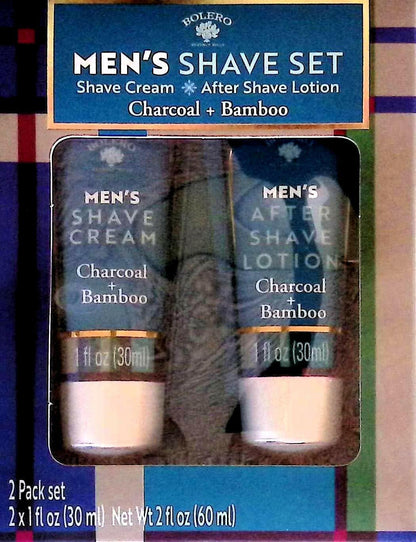 BOLERO
BEVERLY HILLS
MEN'S SHAVE SET
Shave Cream ❋ After Shave Lotion
Charcoal + Bamboo
MEN'S
SHAVE
CREAM
Charcoal
+
Bamboo
1 fl oz (30ml)
MEN'S
AFTER
SHAVE
LOTION
Charcoal
+
Bamboo
1 fl oz (30ml)
2 Pack set
2 x 1 fl oz (30 ml) Net Wt 2 fl oz (60 ml)